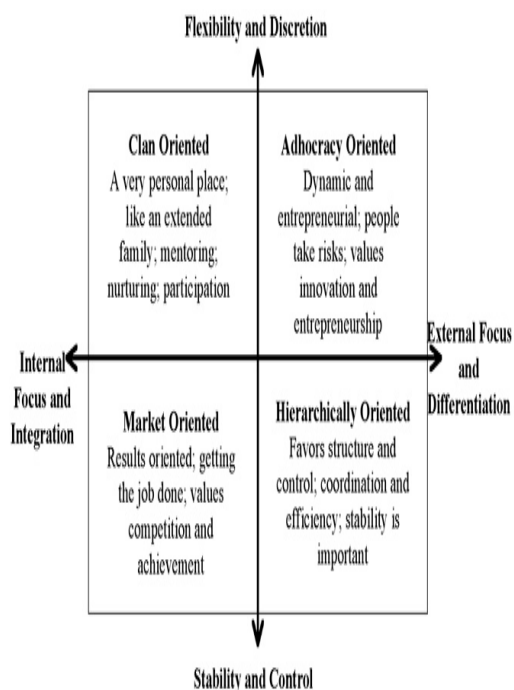 Flexibility and Discretion
Clan Oriented
A very personal place;
like an extended
family; mentoring;
nurturing; participation
Adhocracy Oriented
Dynamic and
entrepreneurial; people
take risks; values
innovation and
entrepreneurship
Internal
Focus and
Integration
External Focus
and
Differentiation
Market Oriented
Results oriented; getting
the job done; values
competition and
achievement
Hierarchically Oriented
Favors structure and
control; coordination and
efficiency; stability is
important
Stability and Control